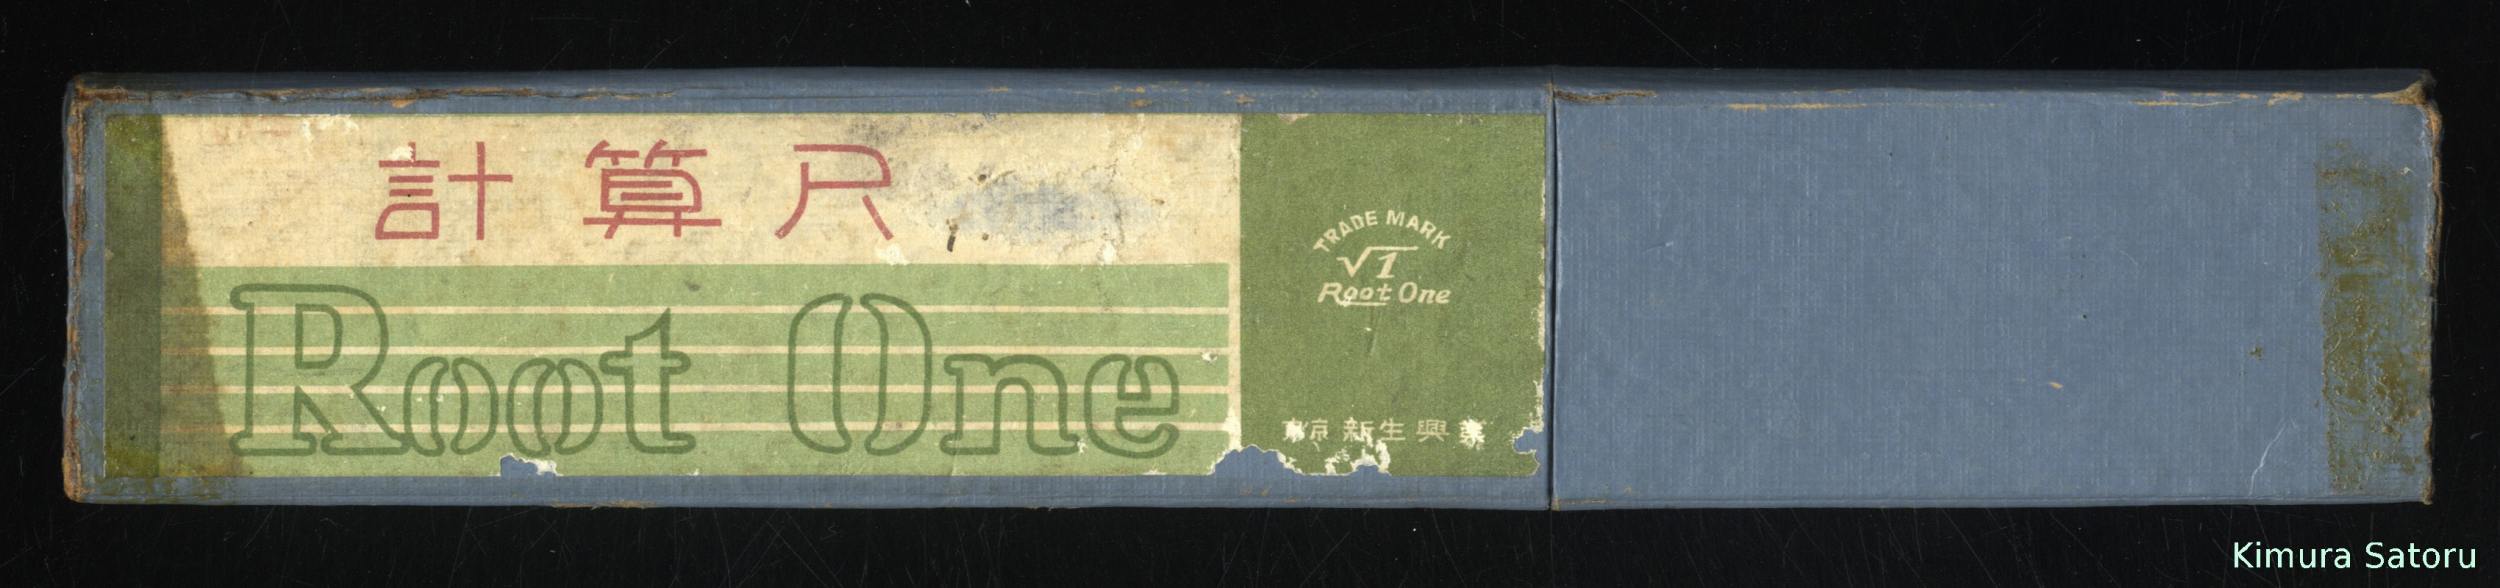 計算尺
Root One
TRADE MARK
√1
Root One
東京 新生興業
Kimura Satoru